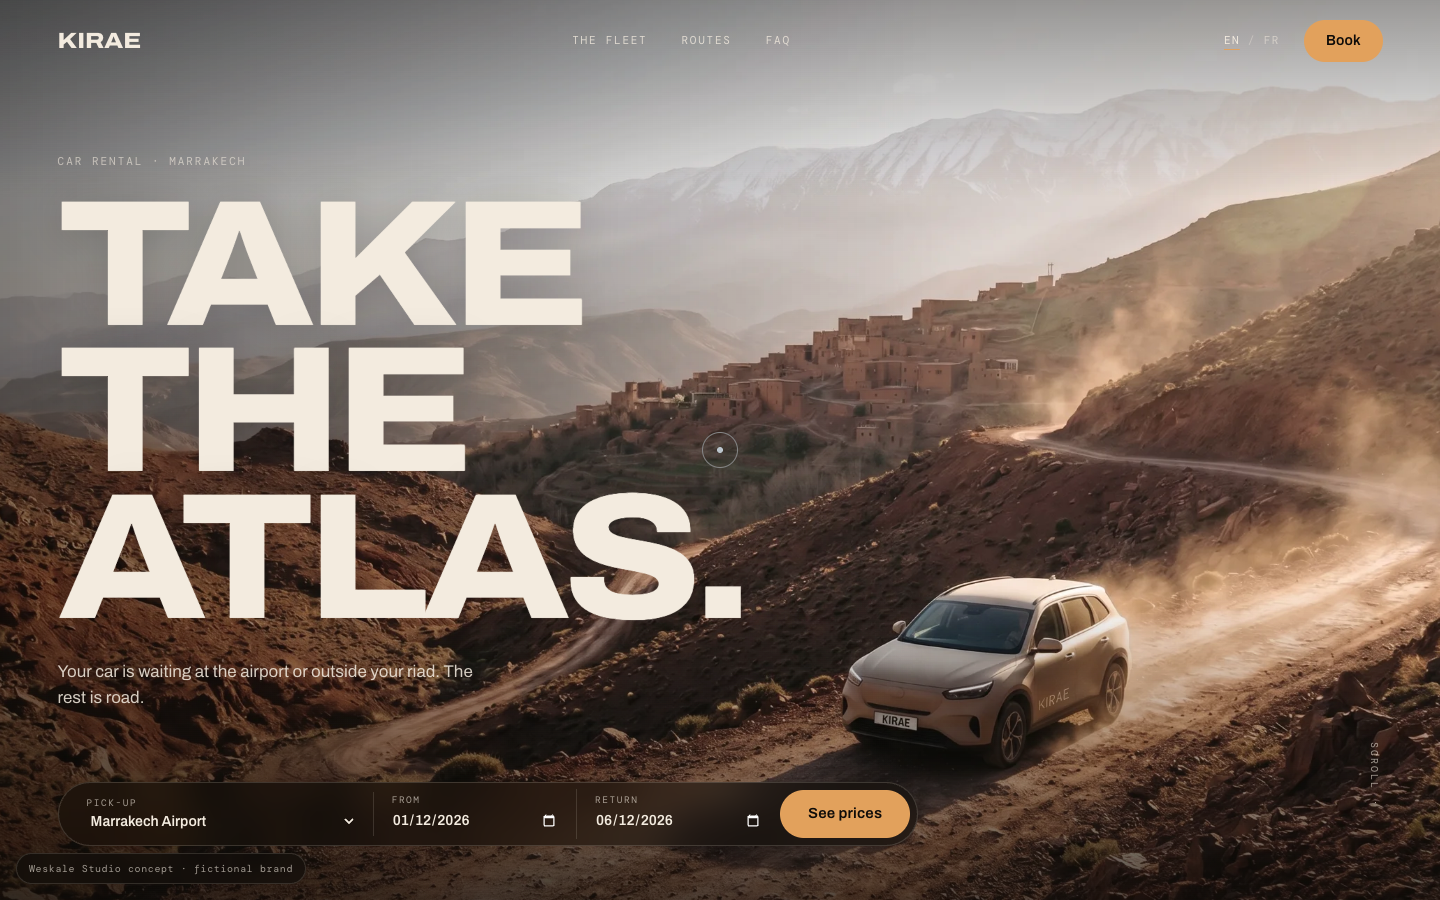 KIRAE
THE FLEET
ROUTES
FAQ
EN / FR
Book
CAR RENTAL · MARRAKECH
TAKE
THE
ATLAS.
Your car is waiting at the airport or outside your riad. The
rest is road.
KIRAE
KIRAE
SCROLL
PICK-UP
Marrakech Airport
FROM
01/12/2026
RETURN
06/12/2026
See prices
Weskale Studio concept · fictional brand